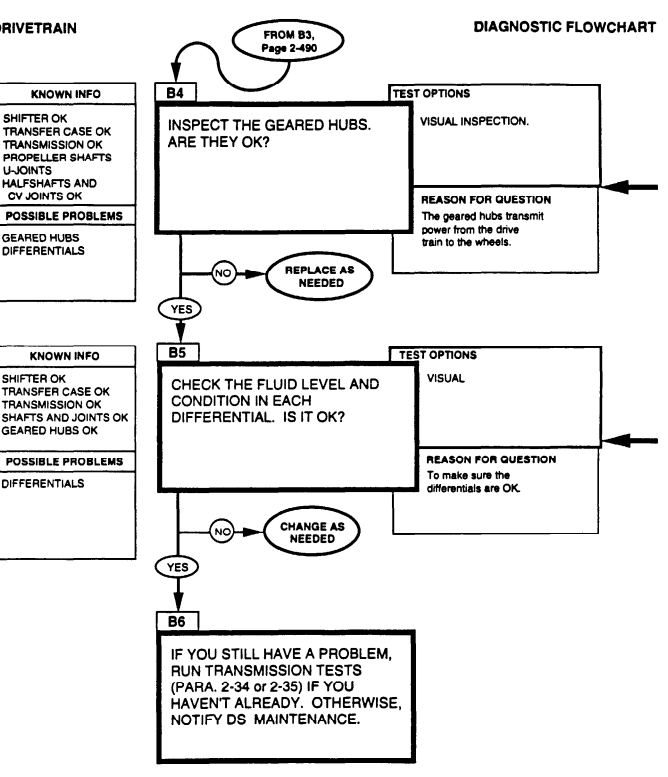 DIAGNOSTIC FLOWCHART
FROM B3,
Page 2-490
KNOWN INFO
SHIFTER OK
TRANSFER CASE OK
TRANSMISSION OK
PROPELLER SHAFTS
U-JOINTS
HALFSHAFTS AND
CV JOINTS OK
POSSIBLE PROBLEMS
GEARED HUBS
DIFFERENTIALS
B4
INSPECT THE GEARED HUBS.
ARE THEY OK?
TEST OPTIONS
VISUAL INSPECTION.
REASON FOR QUESTION
The geared hubs transmit
power from the drive
train to the wheels.
NO
REPLACE AS
NEEDED
YES
KNOWN INFO
SHIFTER OK
TRANSFER CASE OK
TRANSMISSION OK
SHAFTS AND JOINTS OK
GEARED HUBS OK
POSSIBLE PROBLEMS
DIFFERENTIALS
B5
CHECK THE FLUID LEVEL AND
CONDITION IN EACH
DIFFERENTIAL. IS IT OK?
TEST OPTIONS
VISUAL
REASON FOR QUESTION
To make sure the
differentials are OK.
NO
CHANGE AS
NEEDED
YES
B6
IF YOU STILL HAVE A PROBLEM,
RUN TRANSMISSION TESTS
(PARA. 2-34 or 2-35) IF YOU
HAVEN'T ALREADY. OTHERWISE,
NOTIFY DS MAINTENANCE.